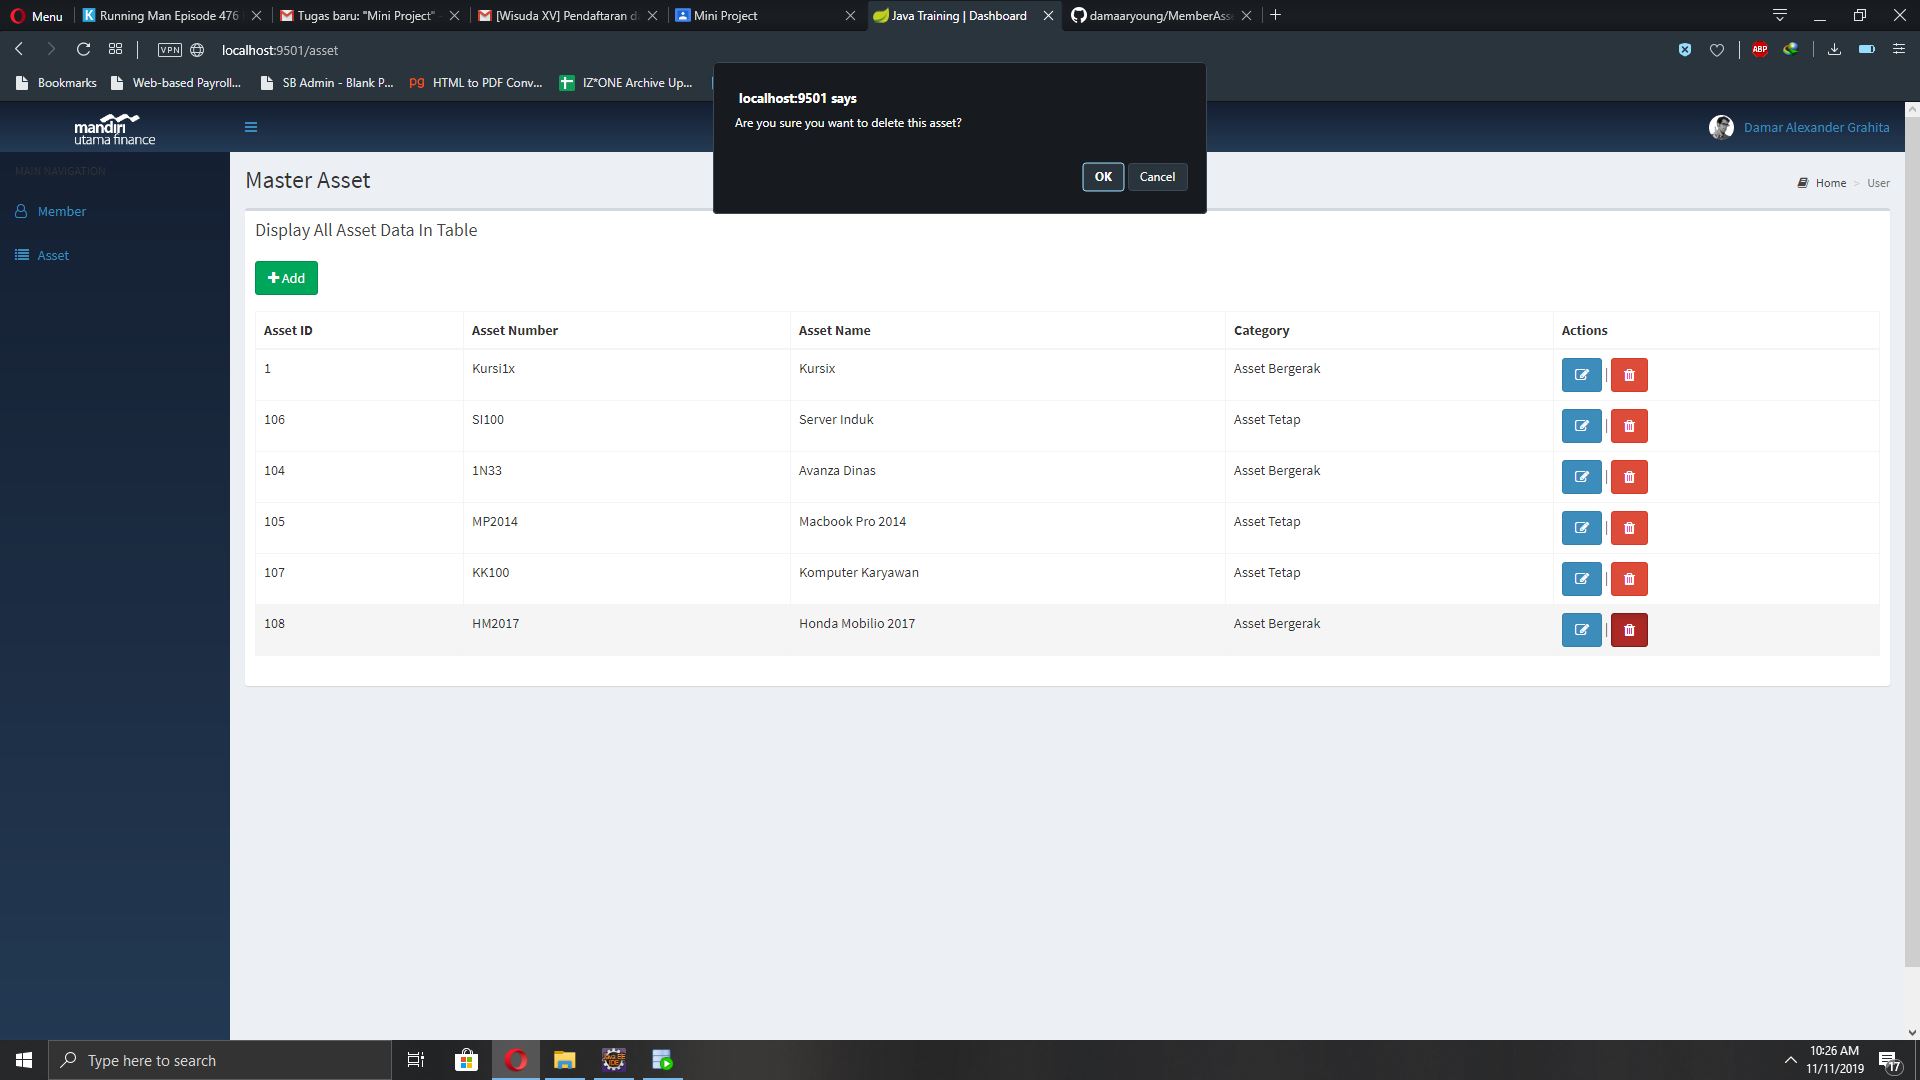 Menu
Running Man Episode 476
Tugas baru: "Mini Project" -
[Wisuda XV] Pendaftaran d
Mini Project
Java Training | Dashboard
damaaryoung/MemberAss
VPN
localhost:9501/asset
ABP
Bookmarks
Web-based Payroll...
SB Admin - Blank P...
HTML to PDF Conv...
IZ*ONE Archive Up...
localhost:9501 says
Are you sure you want to delete this asset?
OK
Cancel
mandiri
utama finance
Damar Alexander Grahita
MAIN NAVIGATION
Member
Asset
Master Asset
Home > User
Display All Asset Data In Table
Add
Asset ID Asset Number Asset Name Category Actions
1 Kursi1x Kursix Asset Bergerak |
106 SI100 Server Induk Asset Tetap |
104 1N33 Avanza Dinas Asset Bergerak |
105 MP2014 Macbook Pro 2014 Asset Tetap |
107 KK100 Komputer Karyawan Asset Tetap |
108 HM2017 Honda Mobilio 2017 Asset Bergerak |
Type here to search
Java EE
IDE
10:26 AM
11/11/2019
17